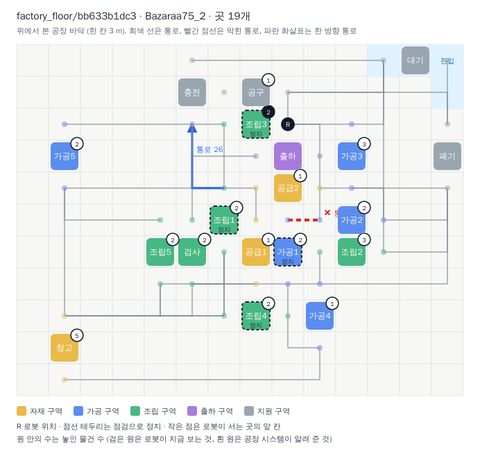 factory_floor/bb633b1dc3 · Bazaraa75_2 · 곳 19개
위에서 본 공장 바닥 (한 칸 3 m). 회색 선은 통로, 빨간 점선은 막힌 통로, 파란 화살표는 한 방향 통로
대기
진입
충전
공구
1
조립3
정지
2
R
통로 26
가공5
2
출하
가공3
3
폐기
공급2
1
조립1
정지
2
✕
가공2
3
조립5
2
검사
2
공급1
1
가공1
정지
2
조립2
3
조립4
정지
2
가공4
1
창고
5
자재 구역
가공 구역
조립 구역
출하 구역
지원 구역
R 로봇 위치 · 점선 테두리는 점검으로 정지 · 작은 점은 로봇이 서는 곳의 앞 칸
원 안의 수는 놓인 물건 수 (검은 원은 로봇이 지금 보는 것, 흰 원은 공장 시스템이 알려 준 것)